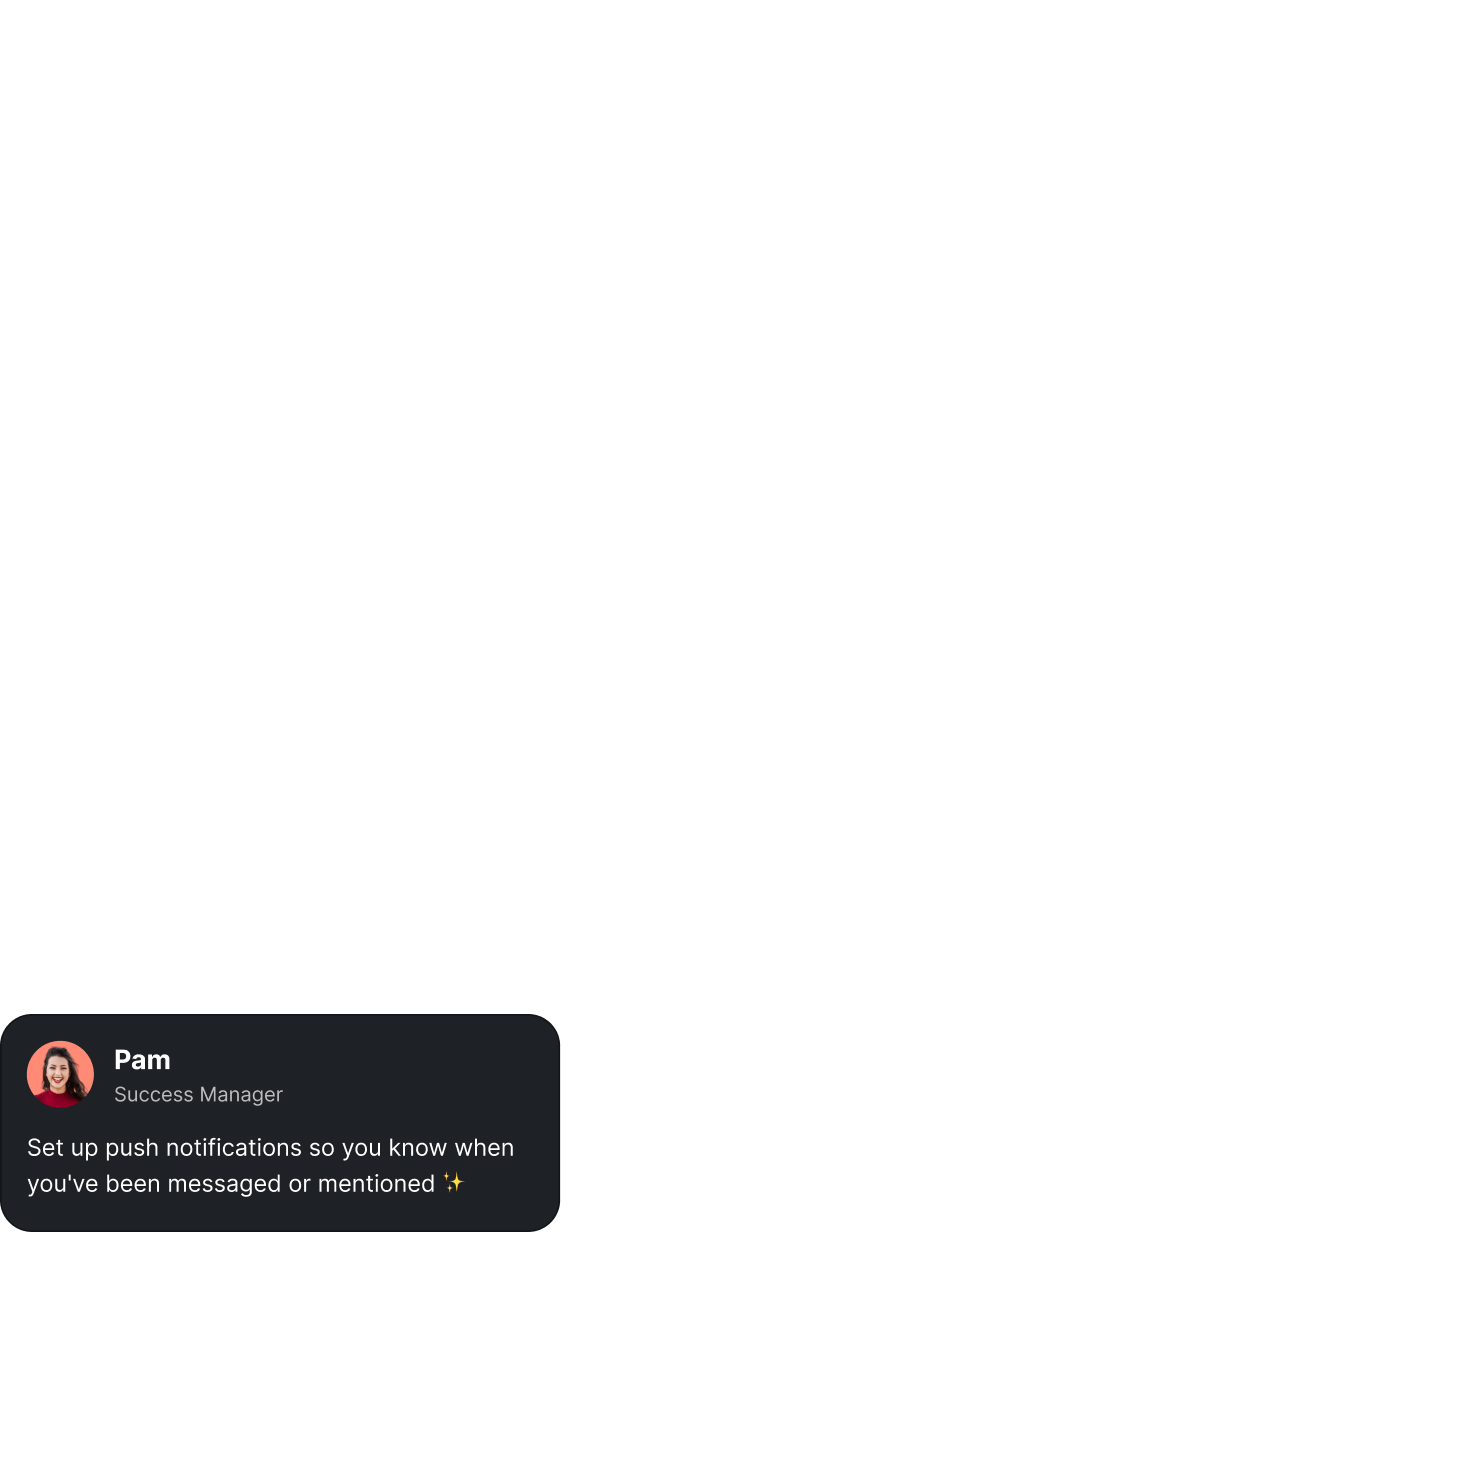 Pam
Success Manager
Set up push notifications so you know when
you've been messaged or mentioned ✨